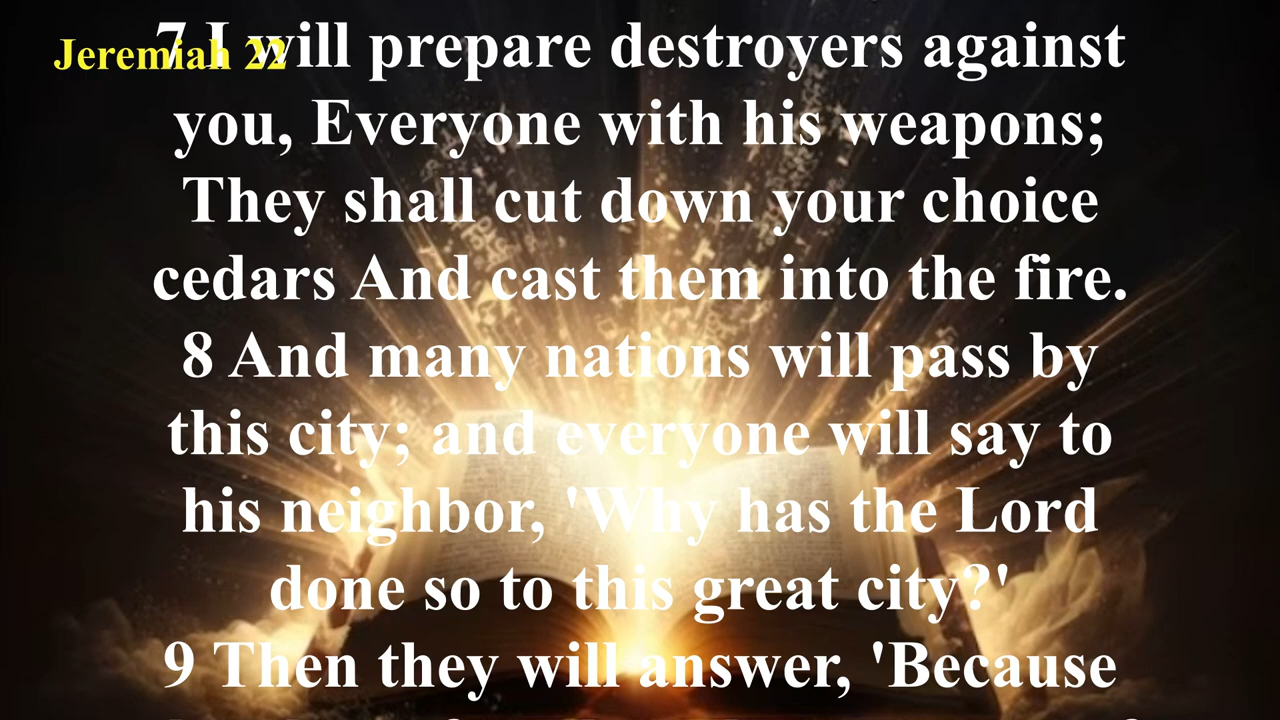 Jeremiah 22
7 I will prepare destroyers against
you, Everyone with his weapons;
They shall cut down your choice
cedars And cast them into the fire.
8 And many nations will pass by
this city; and everyone will say to
his neighbor, 'Why has the Lord
done so to this great city?'
9 Then they will answer, 'Because